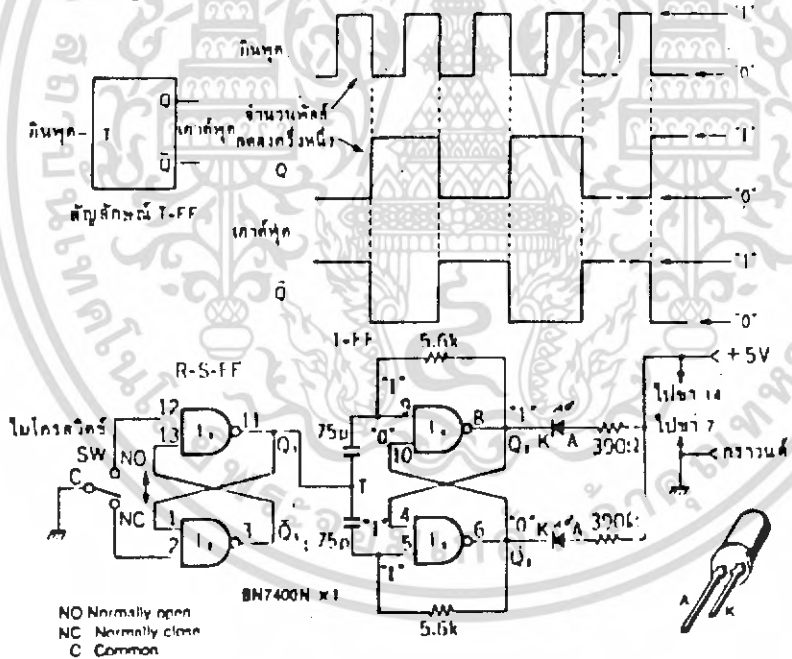 อินพุต
"1"
"0"
อินพุต
T
Q
Q̄
เอาต์พุต
จำนวนพัลส์
ลดลงครึ่งหนึ่ง
สัญลักษณ์ T-FF
Q
"1"
"0"
เอาต์พุต
Q̄
"1"
"0"
R-S-FF
T-FF
5.6k
+5V
ไปขา 14
ไปขา 7
กราวนด์
ไมโครสวิตช์
SW
NO
C
NC
12
13
11
Q₁
1
2
3
Q̄₁
75p
T
75p
"1"
9
"0"
10
8
"1"
Q₂
K
A
390Ω
"1"
4
5
"1"
6
"0"
K
A
390Ω
5.6k
BN7400N x1
A
K
NO Normally open
NC Normally close
C Common